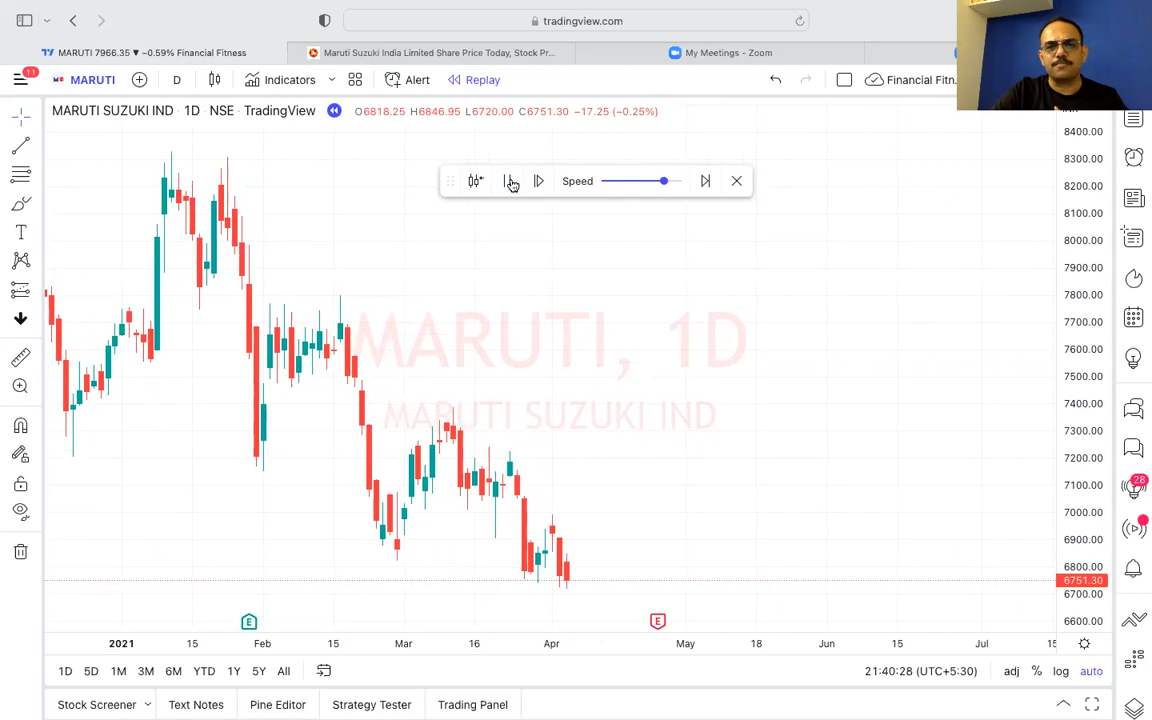 tradingview.com
MARUTI 7966.35 ▼ −0.59% Financial Fitness
Maruti Suzuki India Limited Share Price Today, Stock Pr...
My Meetings - Zoom
11
MARUTI
D
Indicators
Alert
Replay
Financial Fitn
MARUTI SUZUKI IND · 1D · NSE · TradingView
O6818.25 H6846.95 L6720.00 C6751.30 −17.25 (−0.25%)
Speed
MARUTI, 1D
MARUTI SUZUKI IND
8400.00
8300.00
8200.00
8100.00
8000.00
7900.00
7800.00
7700.00
7600.00
7500.00
7400.00
7300.00
7200.00
7100.00
7000.00
6900.00
6800.00
6751.30
6700.00
6600.00
28
E
E
2021 15 Feb 15 Mar 16 Apr May 18 Jun 15 Jul 15
1D 5D 1M 3M 6M YTD 1Y 5Y All
21:40:28 (UTC+5:30)
adj % log auto
Stock Screener Text Notes Pine Editor Strategy Tester Trading Panel